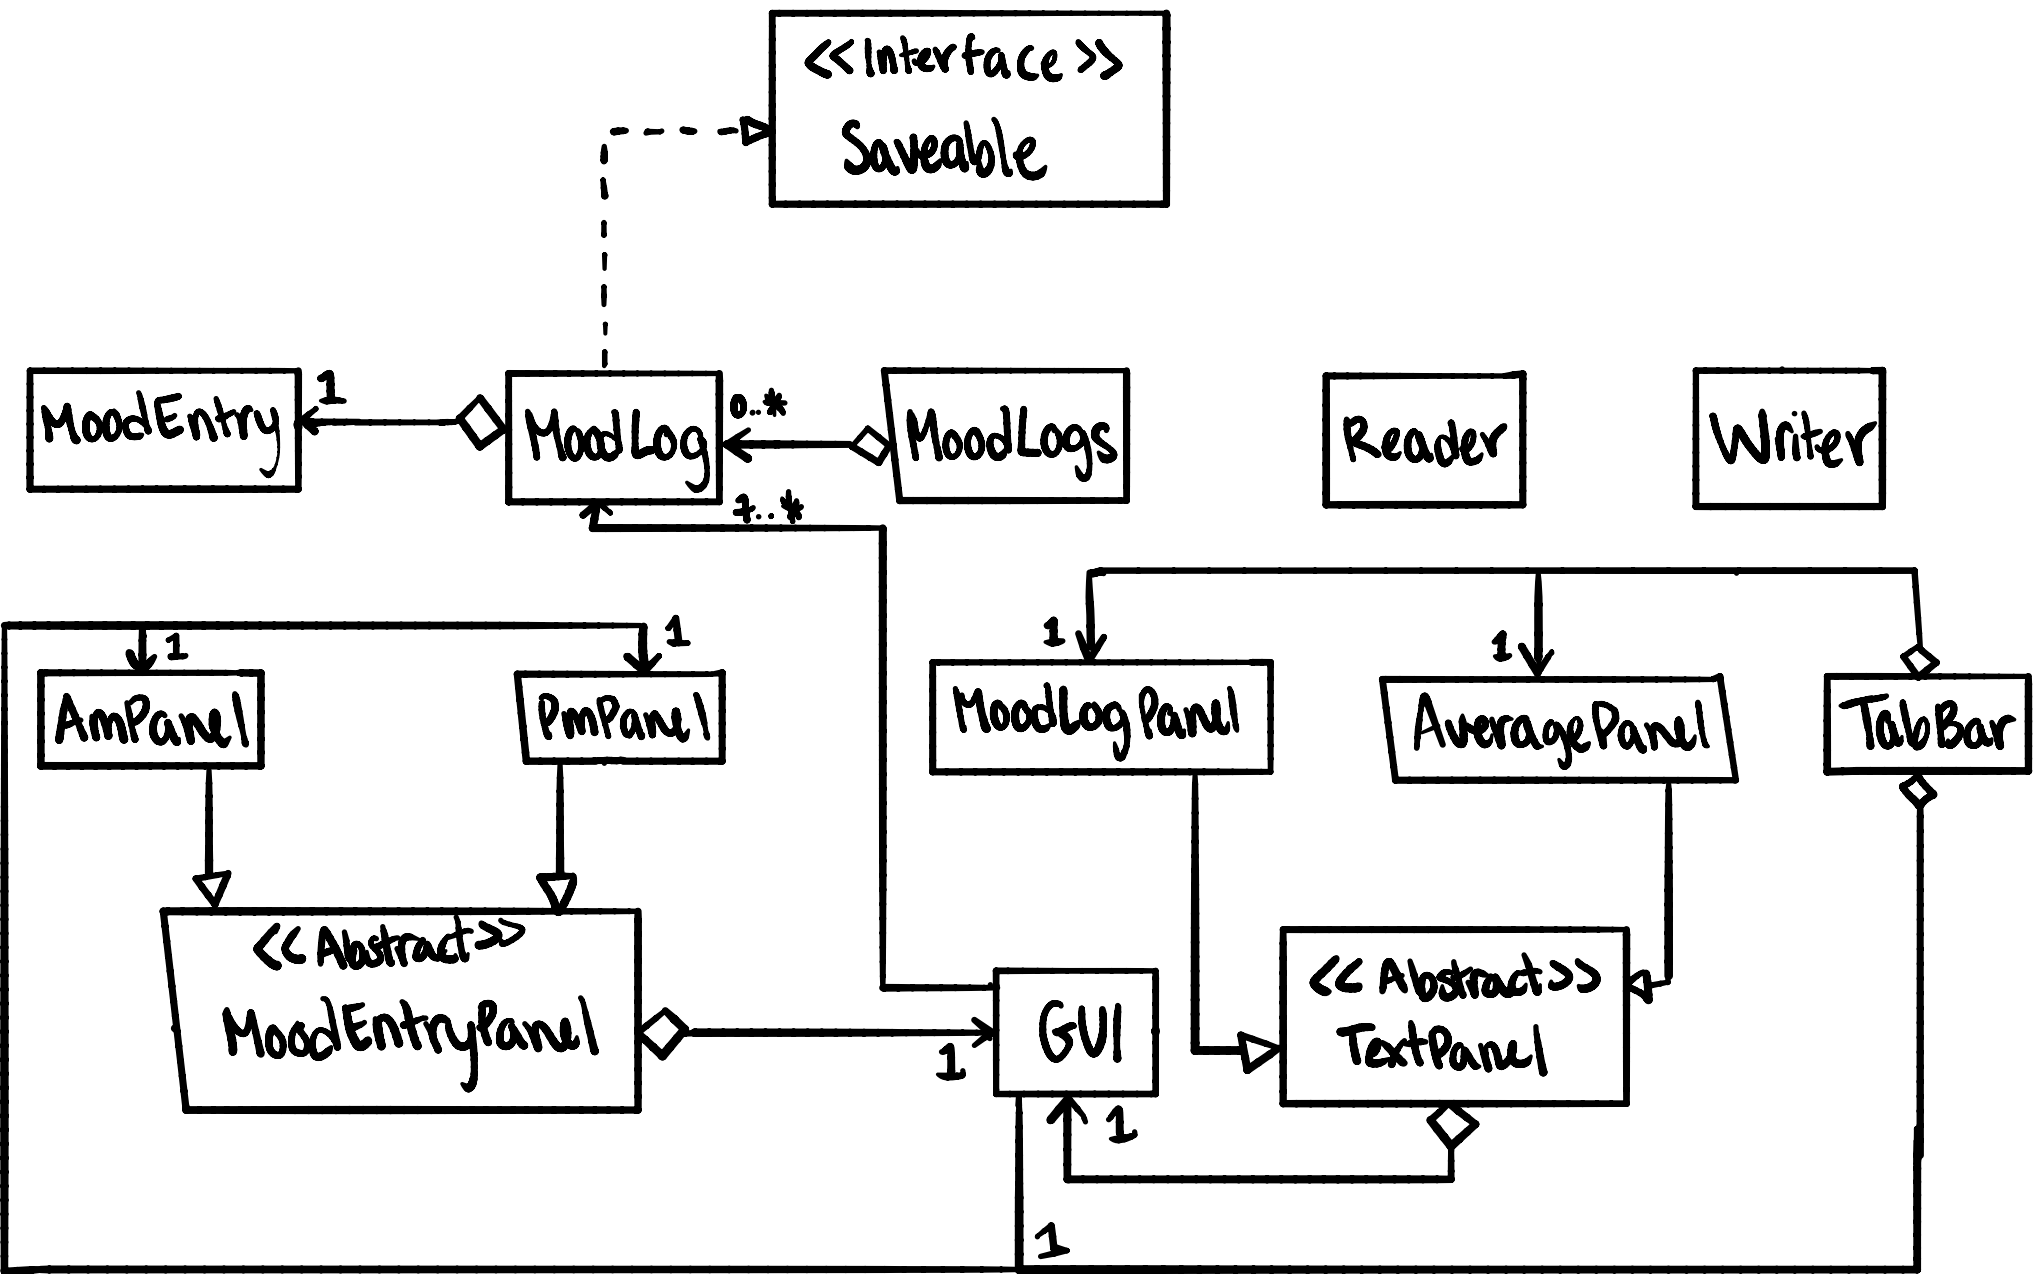 <<Interface>>
Saveable
MoodEntry
1
MoodLog
0..*
MoodLogs
Reader
Writer
7..*
1
1
1
1
AmPanel
PmPanel
MoodLogPanel
AveragePanel
TabBar
<<Abstract>>
MoodEntryPanel
1
GUI
<<Abstract>>
TextPanel
1
1